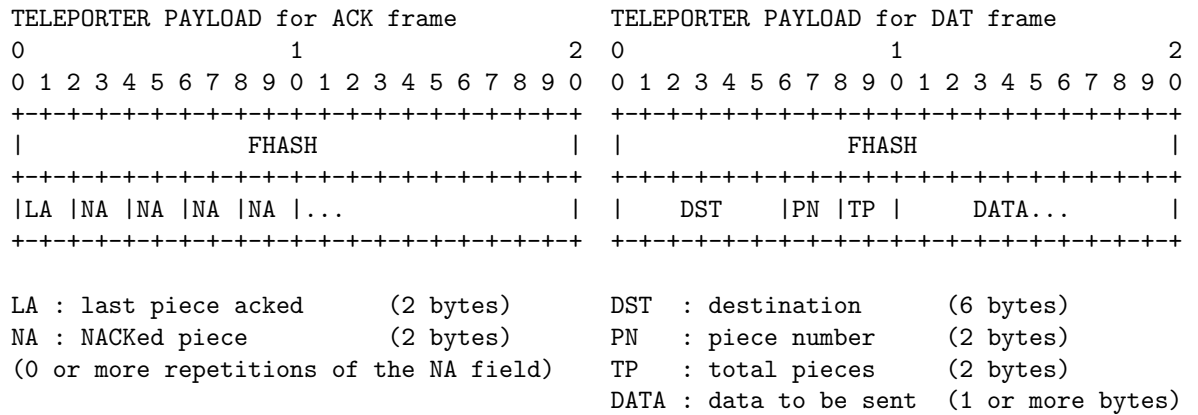 TELEPORTER PAYLOAD for ACK frame
0                   1                   2
0 1 2 3 4 5 6 7 8 9 0 1 2 3 4 5 6 7 8 9 0
+-+-+-+-+-+-+-+-+-+-+-+-+-+-+-+-+-+-+-+-+
|                FHASH                  |
+-+-+-+-+-+-+-+-+-+-+-+-+-+-+-+-+-+-+-+-+
|LA |NA |NA |NA |NA |...                |
+-+-+-+-+-+-+-+-+-+-+-+-+-+-+-+-+-+-+-+-+
LA : last piece acked     (2 bytes)
NA : NACKed piece         (2 bytes)
(0 or more repetitions of the NA field)
TELEPORTER PAYLOAD for DAT frame
0                   1                   2
0 1 2 3 4 5 6 7 8 9 0 1 2 3 4 5 6 7 8 9 0
+-+-+-+-+-+-+-+-+-+-+-+-+-+-+-+-+-+-+-+-+
|                FHASH                  |
+-+-+-+-+-+-+-+-+-+-+-+-+-+-+-+-+-+-+-+-+
|    DST    |PN |TP |     DATA...       |
+-+-+-+-+-+-+-+-+-+-+-+-+-+-+-+-+-+-+-+-+
DST  : destination     (6 bytes)
PN   : piece number    (2 bytes)
TP   : total pieces    (2 bytes)
DATA : data to be sent (1 or more bytes)